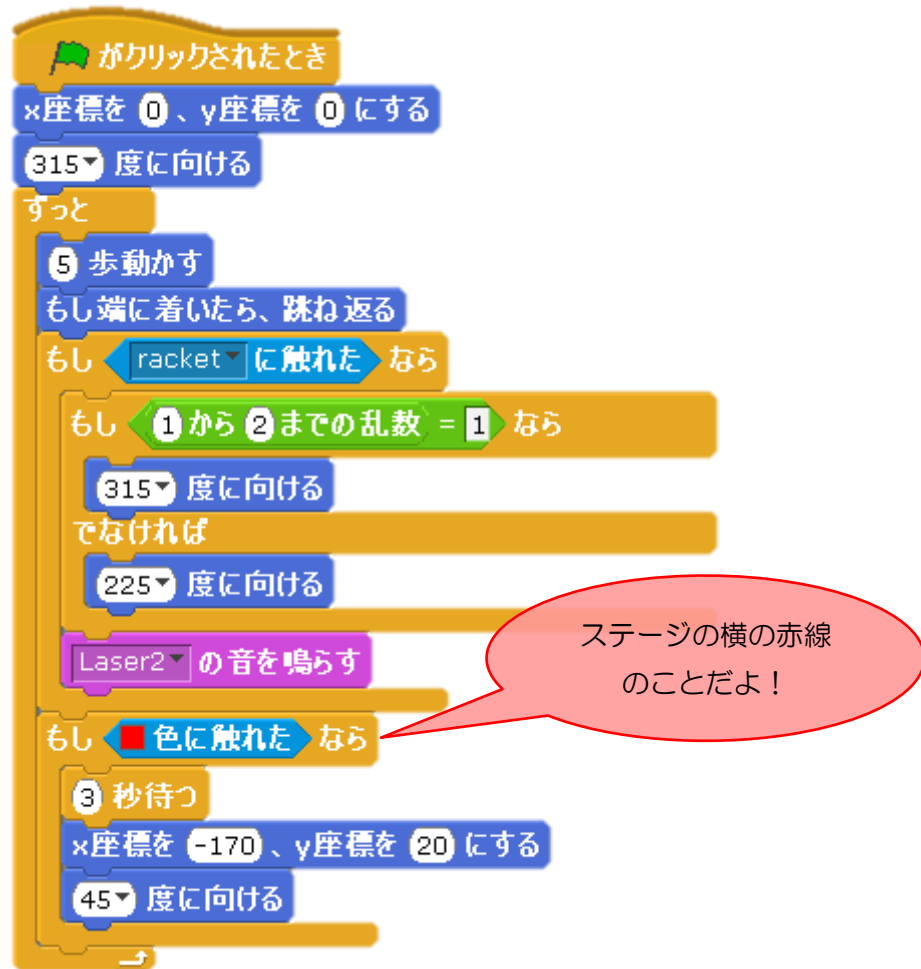 がクリックされたとき
x座標を 0 、y座標を 0 にする
315 度に向ける
ずっと
5 歩動かす
もし端に着いたら、跳ね返る
もし racket に触れた なら
もし 1 から 2 までの乱数 = 1 なら
315 度に向ける
でなければ
225 度に向ける
Laser2 の音を鳴らす
もし 色に触れた なら
3 秒待つ
x座標を -170 、y座標を 20 にする
45 度に向ける
ステージの横の赤線
のことだよ！